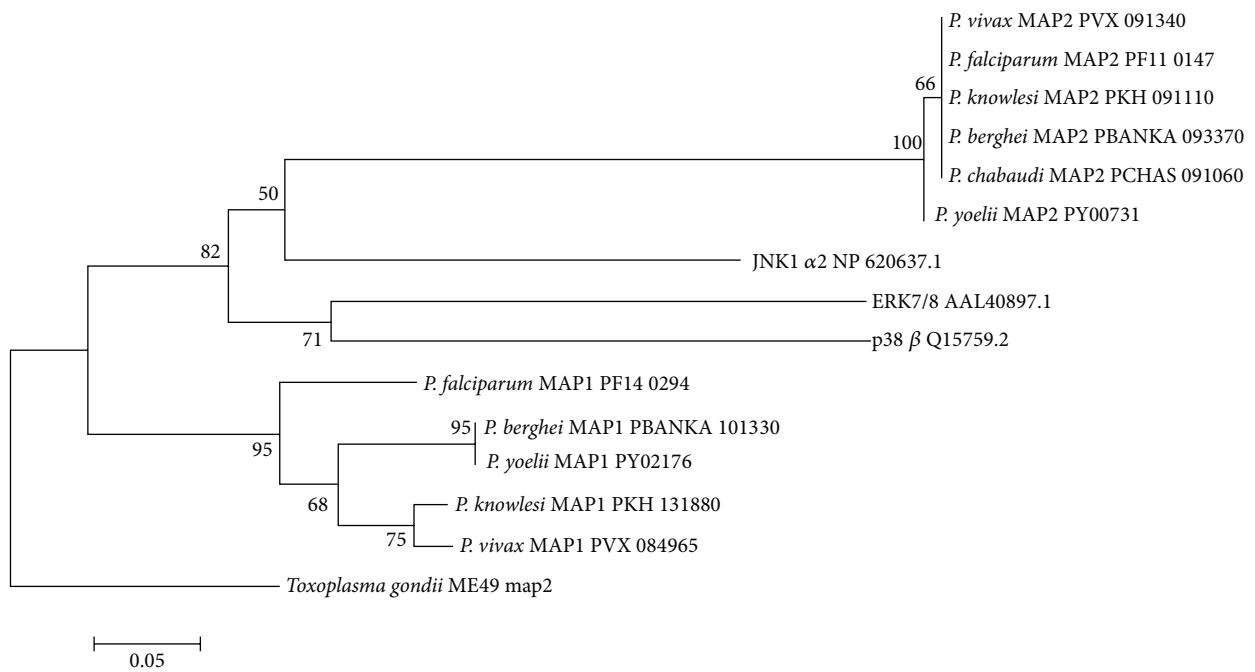 P. vivax MAP2 PVX 091340
P. falciparum MAP2 PF11 0147
66
P. knowlesi MAP2 PKH 091110
100
P. berghei MAP2 PBANKA 093370
P. chabaudi MAP2 PCHAS 091060
50
P. yoelii MAP2 PY00731
82
JNK1 α2 NP 620637.1
ERK7/8 AAL40897.1
71
p38 β Q15759.2
P. falciparum MAP1 PF14 0294
95
P. berghei MAP1 PBANKA 101330
95
P. yoelii MAP1 PY02176
68
P. knowlesi MAP1 PKH 131880
75
P. vivax MAP1 PVX 084965
Toxoplasma gondii ME49 map2
0.05